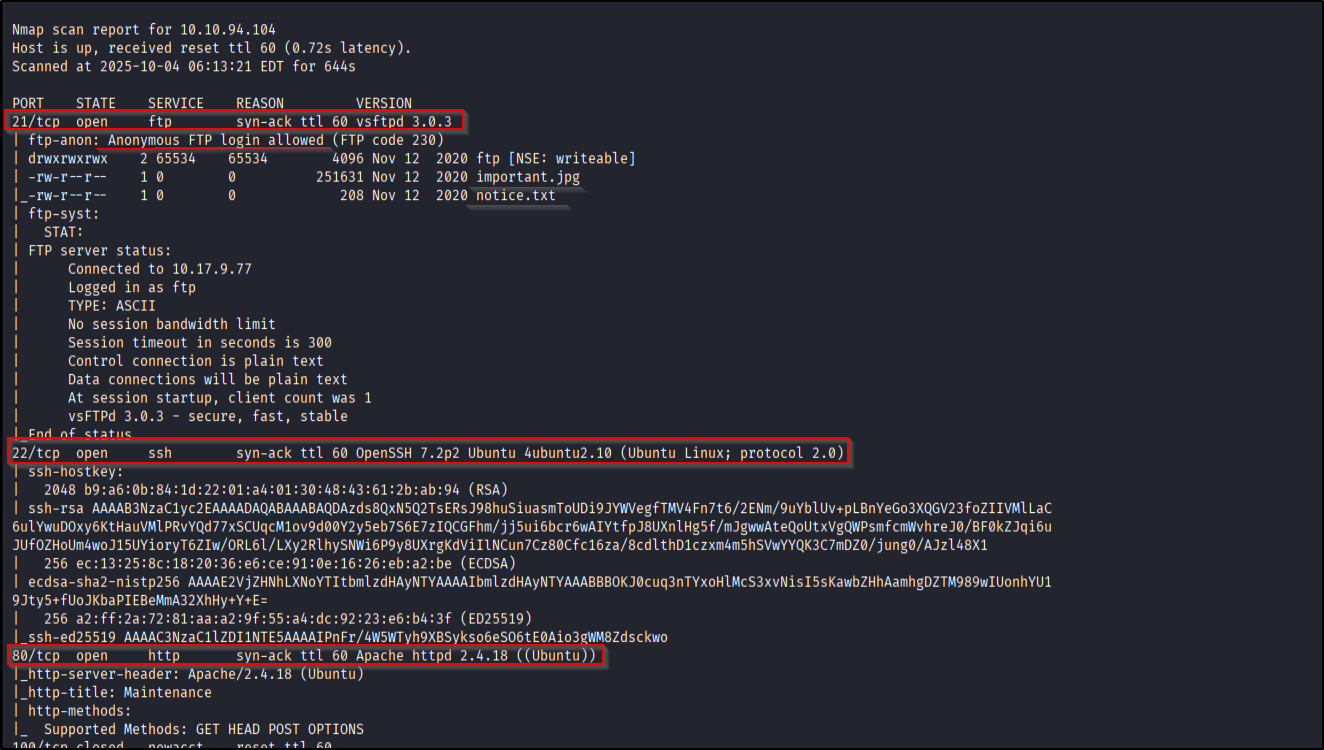 Nmap scan report for 10.10.94.104
Host is up, received reset ttl 60 (0.72s latency).
Scanned at 2025-10-04 06:13:21 EDT for 644s
PORT    STATE    SERVICE    REASON         VERSION
21/tcp  open     ftp        syn-ack ttl 60 vsftpd 3.0.3
| ftp-anon: Anonymous FTP login allowed (FTP code 230)
| drwxrwxrwx    2 65534    65534        4096 Nov 12  2020 ftp [NSE: writeable]
| -rw-r--r--    1 0        0          251631 Nov 12  2020 important.jpg
|_-rw-r--r--    1 0        0             208 Nov 12  2020 notice.txt
| ftp-syst:
|   STAT:
| FTP server status:
|      Connected to 10.17.9.77
|      Logged in as ftp
|      TYPE: ASCII
|      No session bandwidth limit
|      Session timeout in seconds is 300
|      Control connection is plain text
|      Data connections will be plain text
|      At session startup, client count was 1
|      vsFTPd 3.0.3 - secure, fast, stable
|_End of status
22/tcp  open     ssh        syn-ack ttl 60 OpenSSH 7.2p2 Ubuntu 4ubuntu2.10 (Ubuntu Linux; protocol 2.0)
| ssh-hostkey:
|   2048 b9:a6:0b:84:1d:22:01:a4:01:30:48:43:61:2b:ab:94 (RSA)
| ssh-rsa AAAAB3NzaC1yc2EAAAADAQABAAABAQDAzds8QxN5Q2TsERsJ98huSiuasmToUDi9JYWVegfTMV4Fn7t6/2ENm/9uYblUv+pLBnYeGo3XQGV23foZIIVMlLaC
6ulYwuDOxy6KtHauVMlPRvYQd77xSCUqcM1ov9d00Y2y5eb7S6E7zIQCGFhm/jj5ui6bcr6wAIYtfpJ8UXnlHg5f/mJgwwAteQoUtxVgQWPsmfcmWvhreJ0/BF0kZJqi6u
JUfOZHoUm4woJ15UYioryT6ZIw/ORL6l/LXy2RlhySNWi6P9y8UXrgKdViIlNCun7Cz80Cfc16za/8cdlthD1czxm4m5hSVwYYQK3C7mDZ0/jung0/AJzl48X1
|   256 ec:13:25:8c:18:20:36:e6:ce:91:0e:16:26:eb:a2:be (ECDSA)
| ecdsa-sha2-nistp256 AAAAE2VjZHNhLXNoYTItbmlzdHAyNTYAAAAIbmlzdHAyNTYAAABBBOKJ0cuq3nTYxoHlMcS3xvNisI5sKawbZHhAamhgDZTM989wIUonhYU1
9Jty5+fUoJKbaPIEBeMmA32XhHy+Y+E=
|   256 a2:ff:2a:72:81:aa:a2:9f:55:a4:dc:92:23:e6:b4:3f (ED25519)
|_ssh-ed25519 AAAAC3NzaC1lZDI1NTE5AAAAIPnFr/4W5WTyh9XBSykso6eSO6tE0Aio3gWM8Zdsckwo
80/tcp  open     http       syn-ack ttl 60 Apache httpd 2.4.18 ((Ubuntu))
|_http-server-header: Apache/2.4.18 (Ubuntu)
|_http-title: Maintenance
| http-methods:
|_  Supported Methods: GET HEAD POST OPTIONS
100/tcp closed   newacct    reset ttl 60